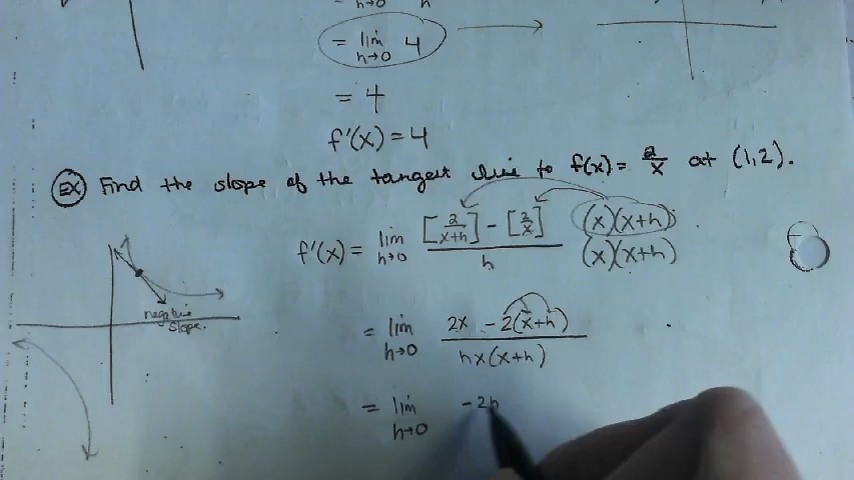 h→0 h
= lim 4
h→0
= 4
f'(x) = 4
EX Find the slope of the tangent line to f(x) = 2/x at (1,2).
f'(x) = lim h→0 [2/(x+h)] - [2/x] / h (x)(x+h) / (x)(x+h)
negative
slope.
= lim h→0 2x - 2(x+h) / hx(x+h)
= lim h→0 -2h